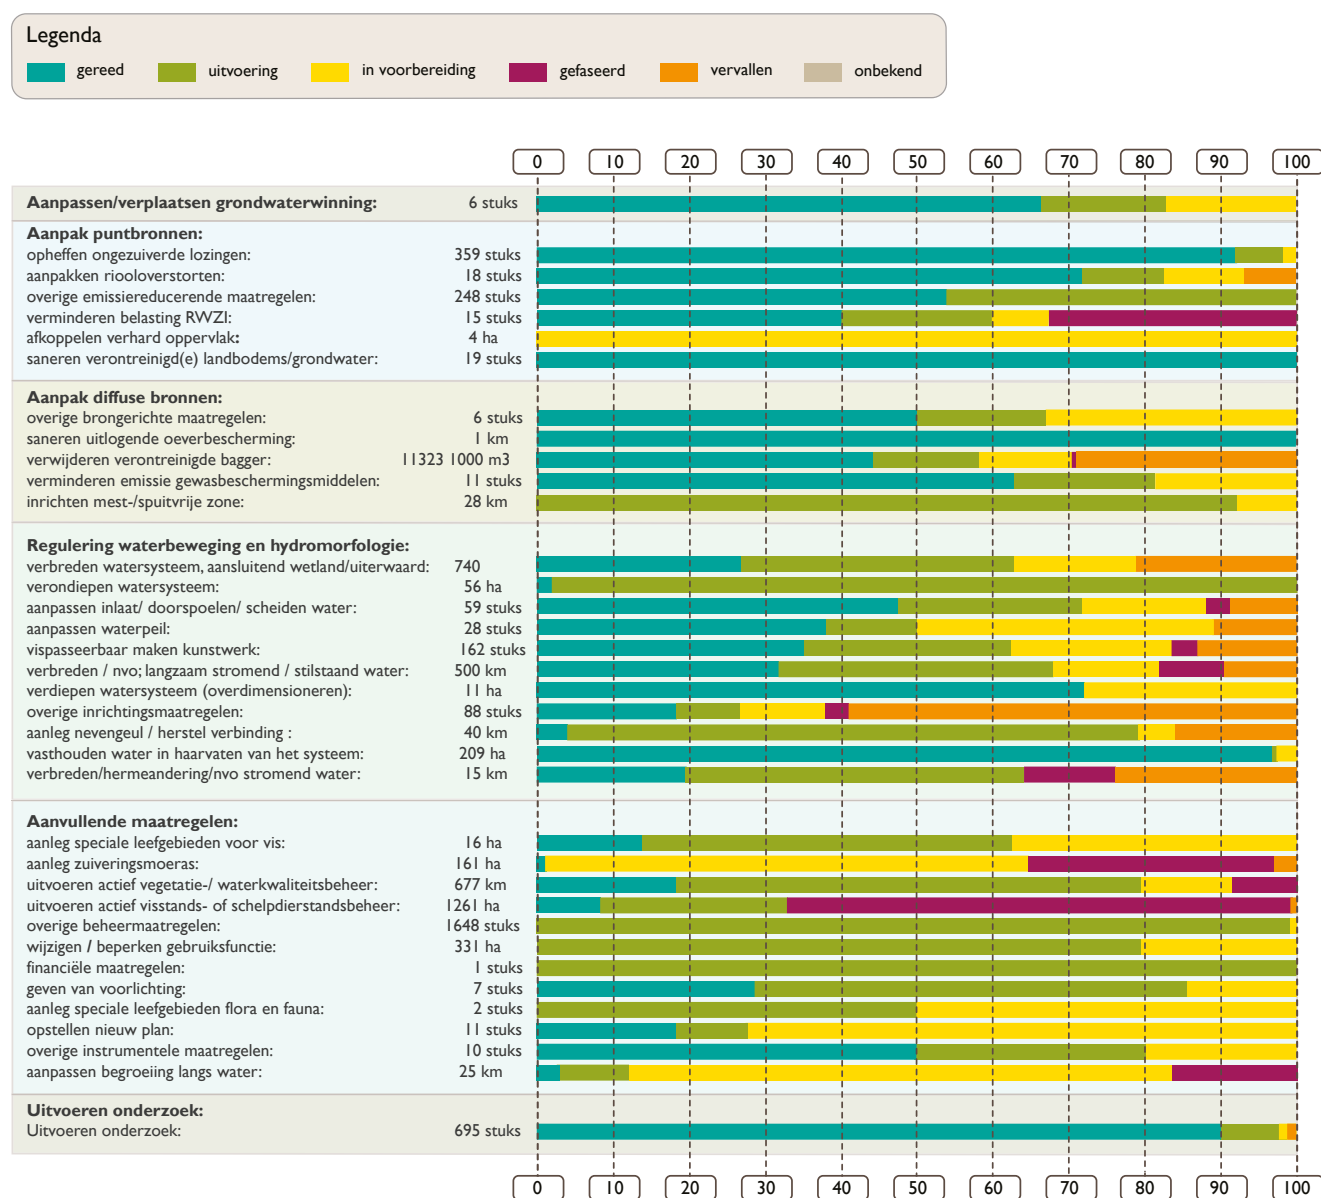 Legenda
gereed uitvoering in voorbereiding gefaseerd vervallen onbekend
0 10 20 30 40 50 60 70 80 90 100
Aanpassen/verplaatsen grondwaterwinning: 6 stuks
Aanpak puntbronnen:
opheffen ongezuiverde lozingen: 359 stuks
aanpakken riooloverstorten: 18 stuks
overige emissiereducerende maatregelen: 248 stuks
verminderen belasting RWZI: 15 stuks
afkoppelen verhard oppervlak: 4 ha
saneren verontreinigd(e) landbodems/grondwater: 19 stuks
Aanpak diffuse bronnen:
overige brongerichte maatregelen: 6 stuks
saneren uitlogende oeverbescherming: 1 km
verwijderen verontreinigde bagger: 11323 1000 m3
verminderen emissie gewasbeschermingsmiddelen: 11 stuks
inrichten mest-/spuitvrije zone: 28 km
Regulering waterbeweging en hydromorfologie:
verbreden watersysteem, aansluitend wetland/uiterwaard: 740
verondiepen watersysteem: 56 ha
aanpassen inlaat/ doorspoelen/ scheiden water: 59 stuks
aanpassen waterpeil: 28 stuks
vispasseerbaar maken kunstwerk: 162 stuks
verbreden / nvo; langzaam stromend / stilstaand water: 500 km
verdiepen watersysteem (overdimensioneren): 11 ha
overige inrichtingsmaatregelen: 88 stuks
aanleg nevengeul / herstel verbinding : 40 km
vasthouden water in haarvaten van het systeem: 209 ha
verbreden/hermeandering/nvo stromend water: 15 km
Aanvullende maatregelen:
aanleg speciale leefgebieden voor vis: 16 ha
aanleg zuiveringsmoeras: 161 ha
uitvoeren actief vegetatie-/ waterkwaliteitsbeheer: 677 km
uitvoeren actief visstands- of schelpdierstandsbeheer: 1261 ha
overige beheermaatregelen: 1648 stuks
wijzigen / beperken gebruiksfunctie: 331 ha
financiële maatregelen: 1 stuks
geven van voorlichting: 7 stuks
aanleg speciale leefgebieden flora en fauna: 2 stuks
opstellen nieuw plan: 11 stuks
overige instrumentele maatregelen: 10 stuks
aanpassen begroeiing langs water: 25 km
Uitvoeren onderzoek:
Uitvoeren onderzoek: 695 stuks
0 10 20 30 40 50 60 70 80 90 100